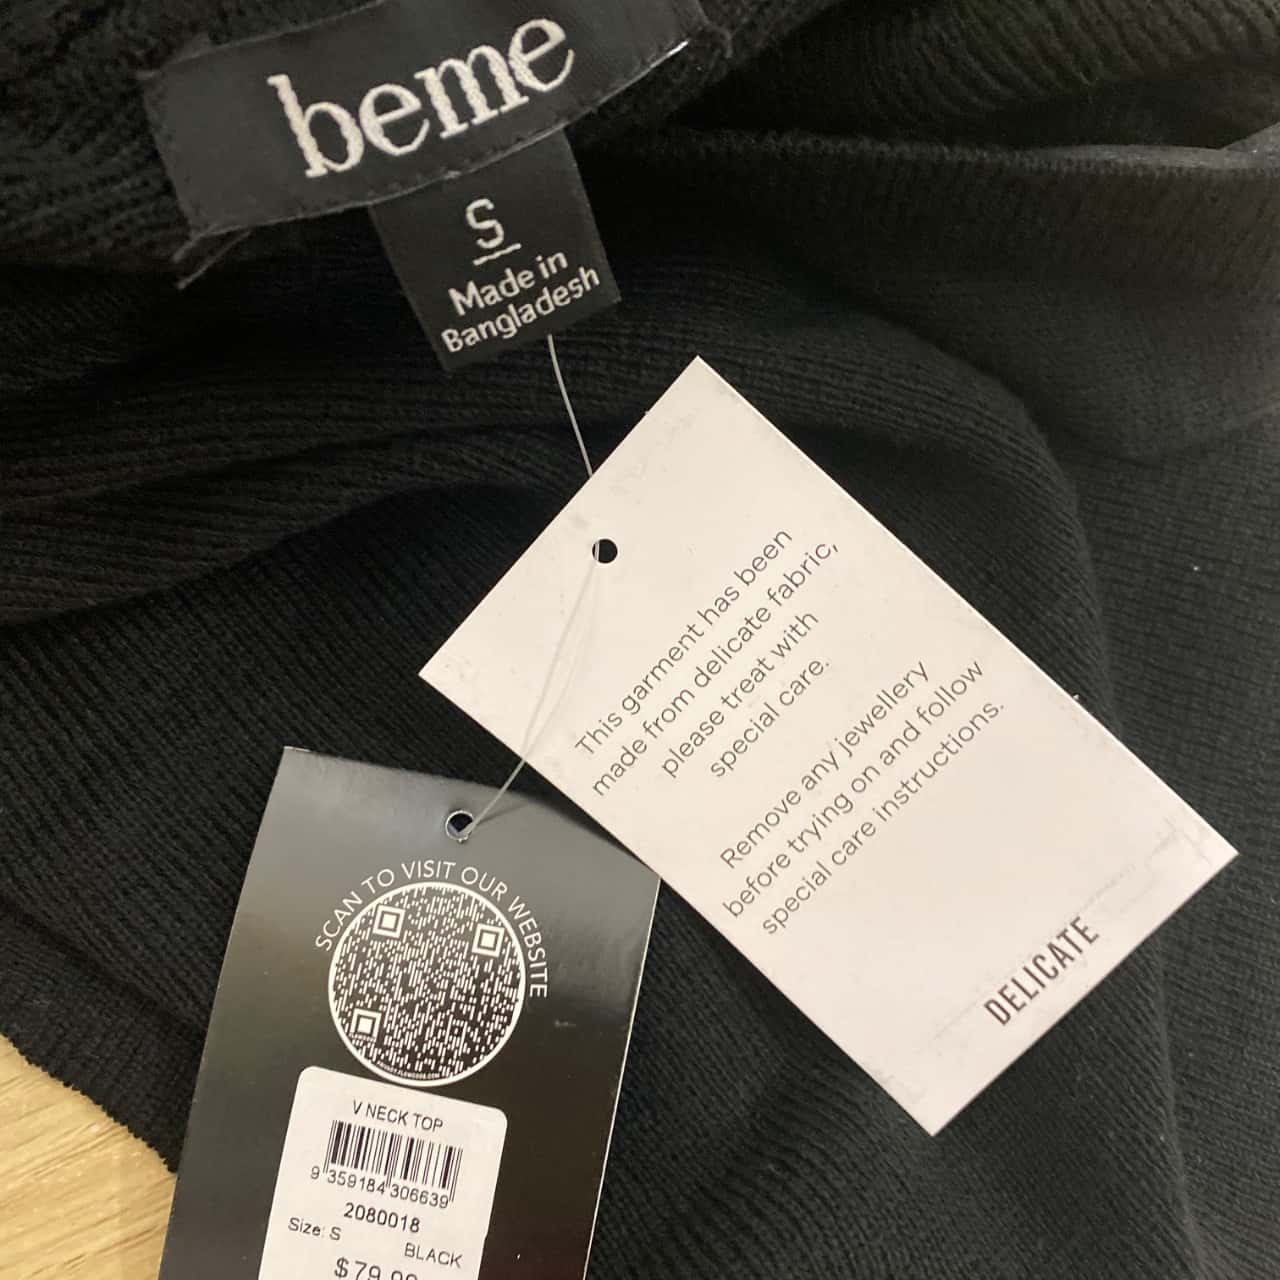 beme
S
Made in
Bangladesh
This garment has been
made from delicate fabric,
please treat with
special care.
Remove any jewellery
before trying on and follow
special care instructions.
DELICATE
SCAN TO VISIT OUR WEBSITE
V NECK TOP
9 359184 306639
2080018
Size: S
BLACK